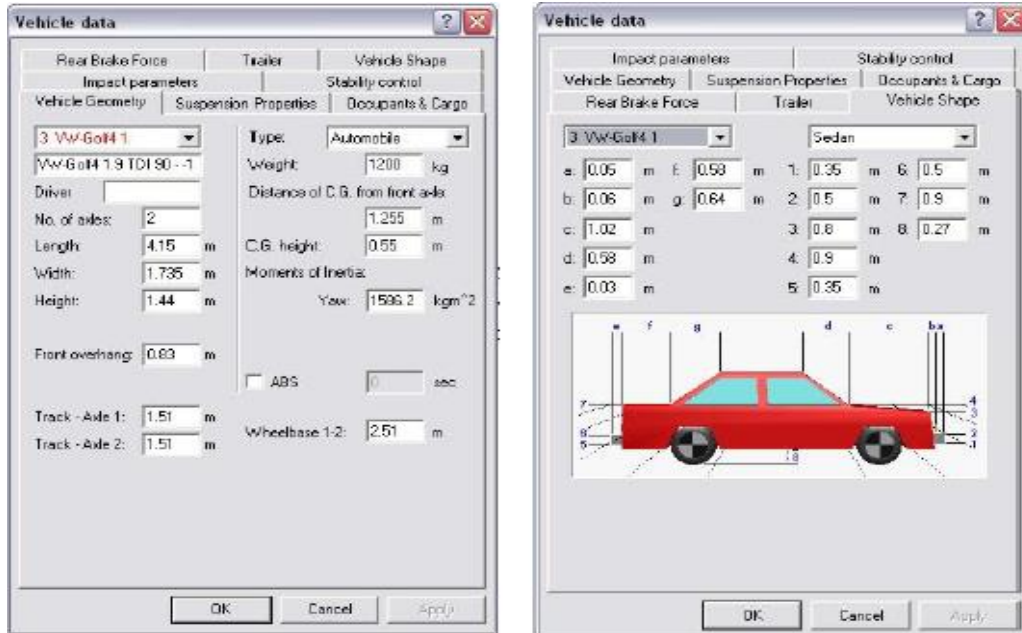 Vehicle data
Rear Brake Force Trailer Vehicle Shape
Impact parameters Stability control
Vehicle Geometry Suspension Properties Occupants & Cargo
3 VW-Golf4 1 Type: Automobile
VW-Golf4 1.9 TDI 90 - -1 Weight: 1200 kg
Driver Distance of C.G. from front axle:
No. of axles: 2 1.255 m
Length: 4.15 m C.G. height: 0.55 m
Width: 1.735 m Moments of Inertia:
Height: 1.44 m Yaw: 1586.2 kgm^2
Front overhang: 0.83 m
ABS 0 sec
Track - Axle 1: 1.51 m
Wheelbase 1-2: 2.51 m
Track - Axle 2: 1.51 m
OK Cancel Apply
Vehicle data
Impact parameters Stability control
Vehicle Geometry Suspension Properties Occupants & Cargo
Rear Brake Force Trailer Vehicle Shape
3 VW-Golf4 1 Sedan
a: 0.05 m f: 0.58 m 1: 0.35 m 6: 0.5 m
b: 0.06 m g: 0.64 m 2: 0.5 m 7: 0.9 m
c: 1.02 m 3: 0.8 m 8: 0.27 m
d: 0.58 m 4: 0.9 m
e: 0.03 m 5: 0.35 m
e f g d c b a
7 4
3
6 2
5 1
8
OK Cancel Apply